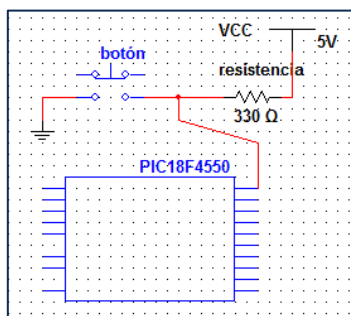 VCC
5V
botón
resistencia
330 Ω
PIC18F4550